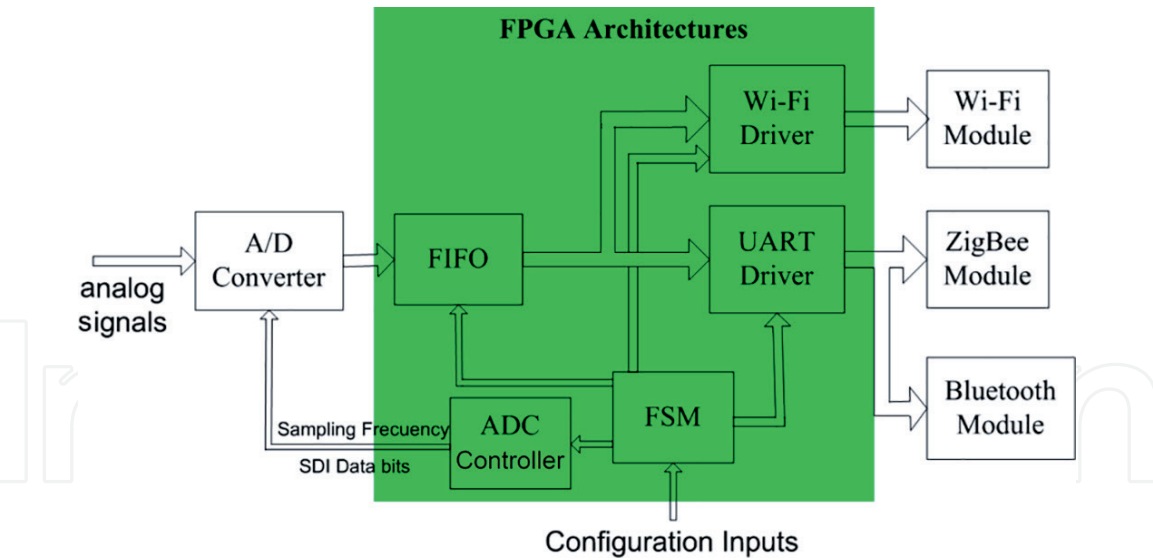 FPGA Architectures
Wi-Fi
Driver
Wi-Fi
Module
A/D
Converter
FIFO
UART
Driver
ZigBee
Module
analog
signals
Bluetooth
Module
Sampling Frecuency
SDI Data bits
ADC
Controller
FSM
Configuration Inputs